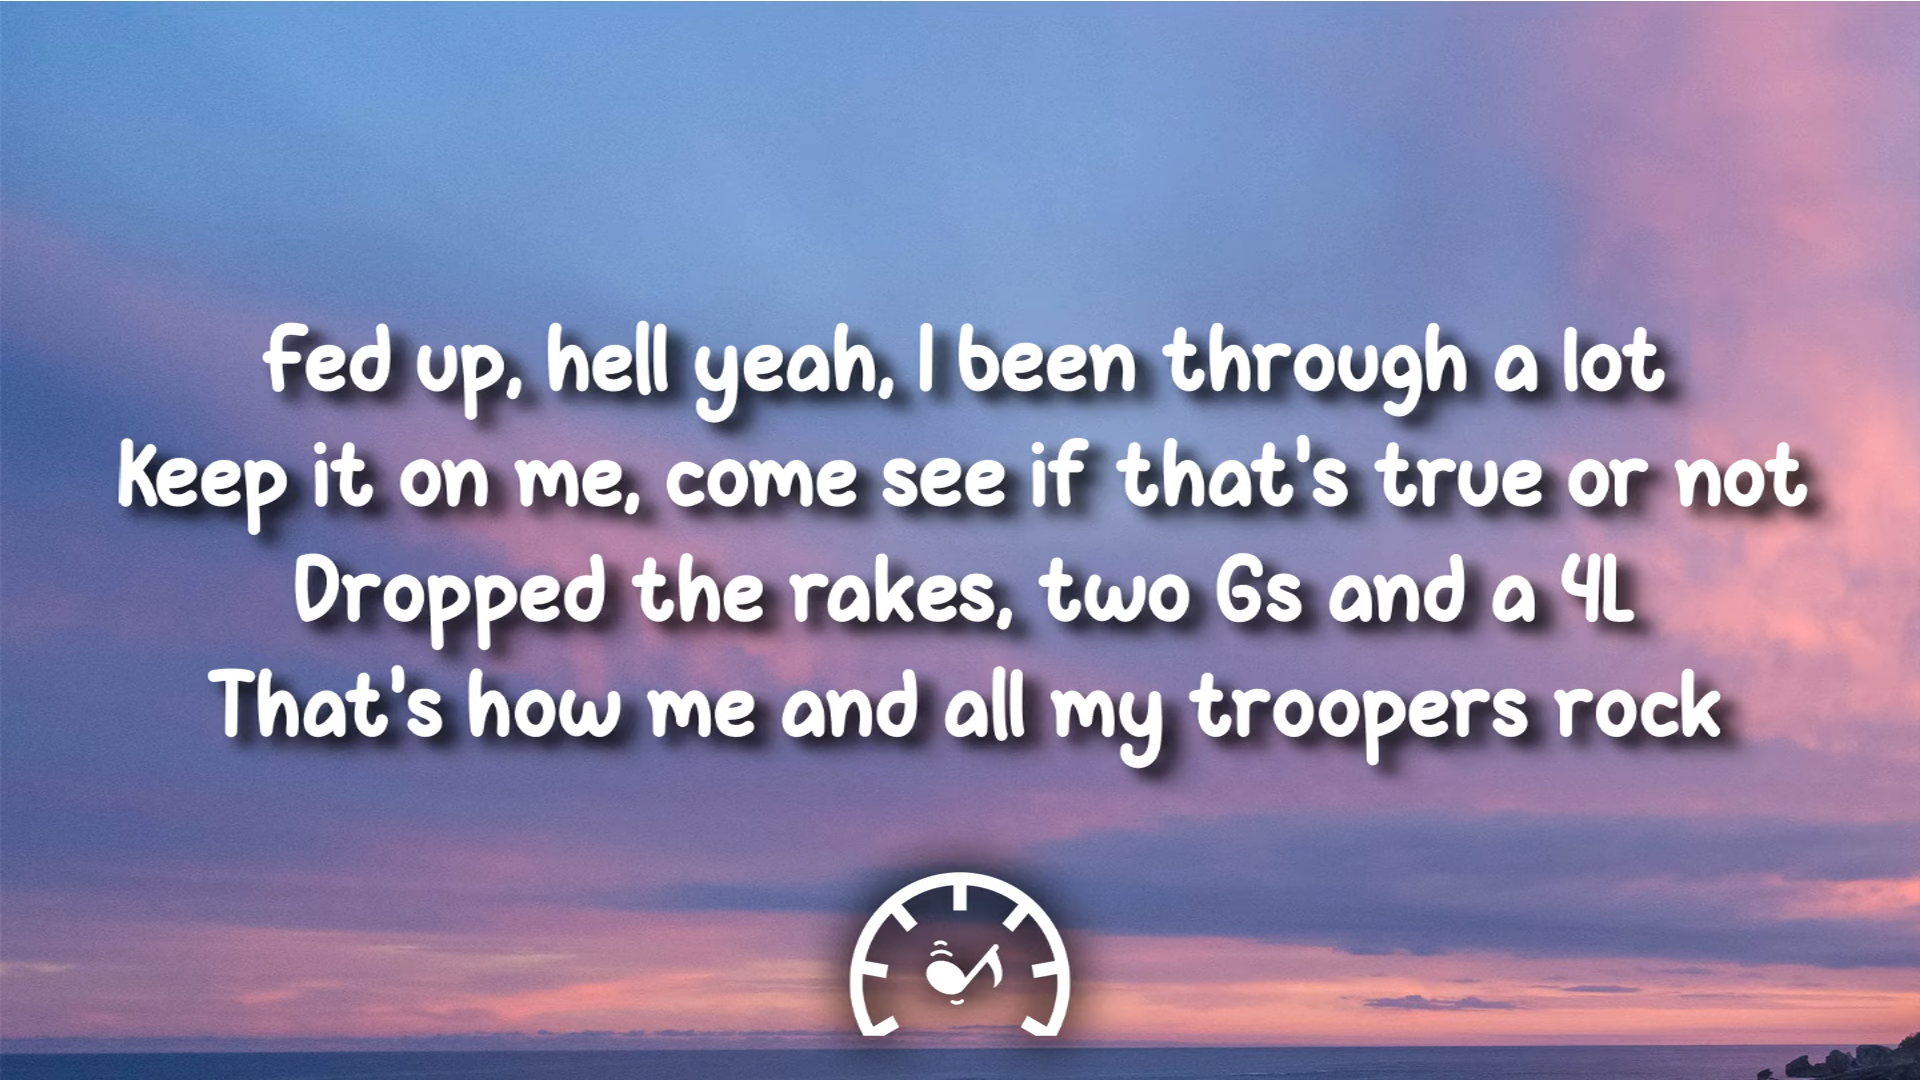 Fed up, hell yeah, I been through a lot
Keep it on me, come see if that's true or not
Dropped the rakes, two Gs and a 4L
That's how me and all my troopers rock